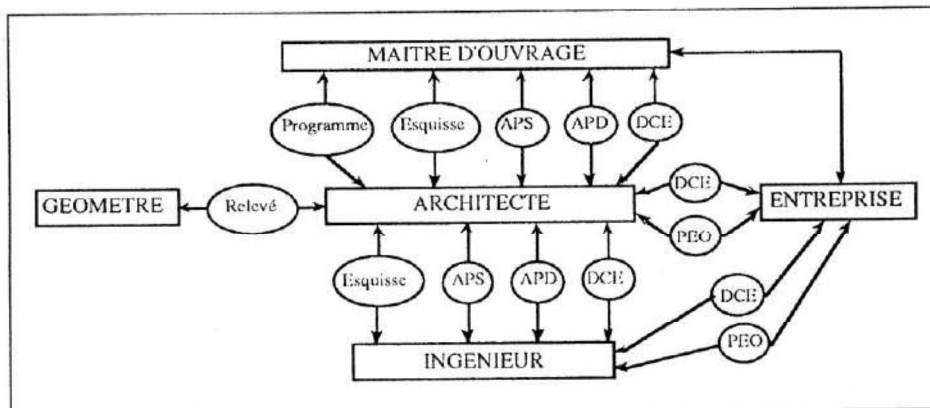 MAITRE D'OUVRAGE
Programme
Esquisse
APS
APD
DCE
DCE
GEOMETRE
Relevé
ARCHITECTE
ENTREPRISE
PEO
Esquisse
APS
APD
DCE
DCE
PEO
INGENIEUR